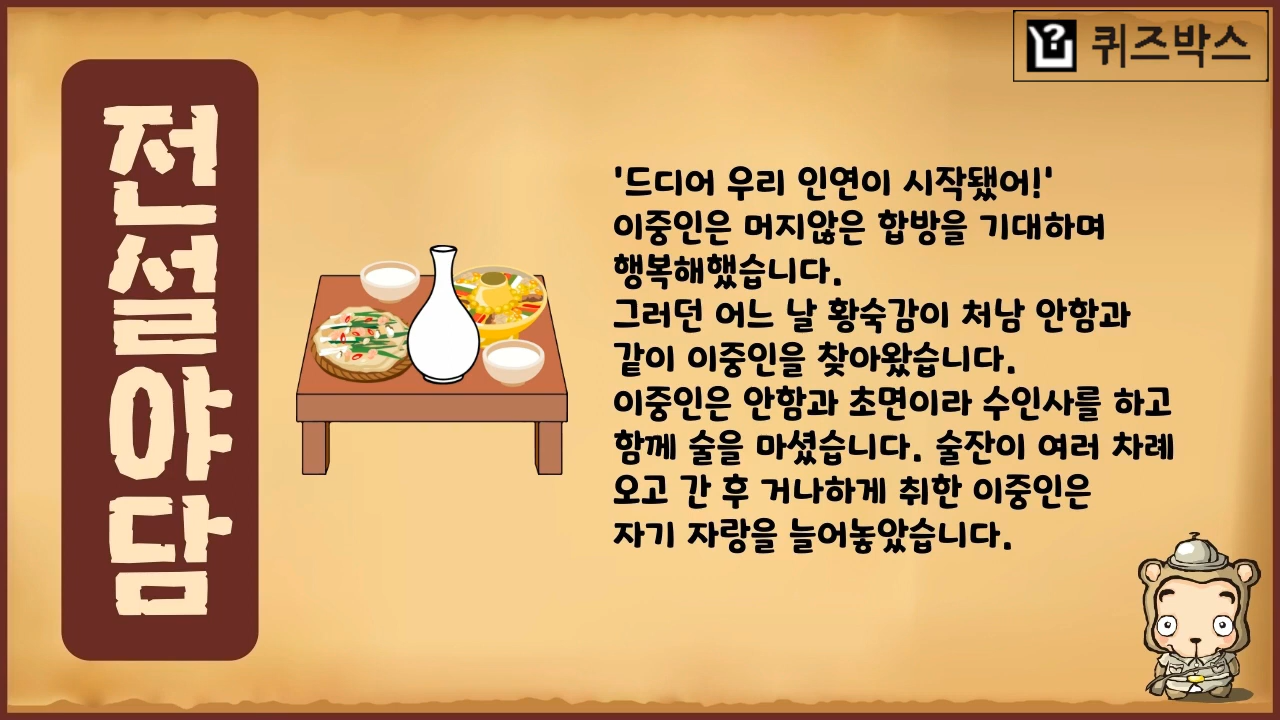 퀴즈박스
전설야담
'드디어 우리 인연이 시작됐어!'
이중인은 머지않은 합방을 기대하며
행복해했습니다.
그러던 어느 날 황숙감이 처남 안함과
같이 이중인을 찾아왔습니다.
이중인은 안함과 초면이라 수인사를 하고
함께 술을 마셨습니다. 술잔이 여러 차례
오고 간 후 거나하게 취한 이중인은
자기 자랑을 늘어놓았습니다.